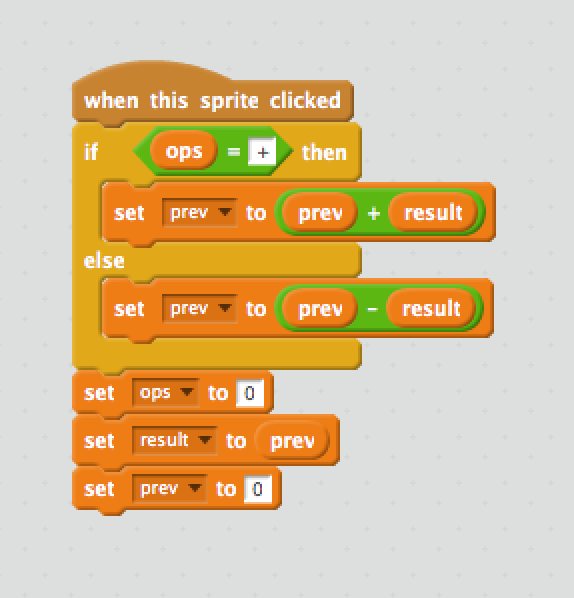 when this sprite clicked
if ops = + then
set prev to prev + result
else
set prev to prev - result
set ops to 0
set result to prev
set prev to 0